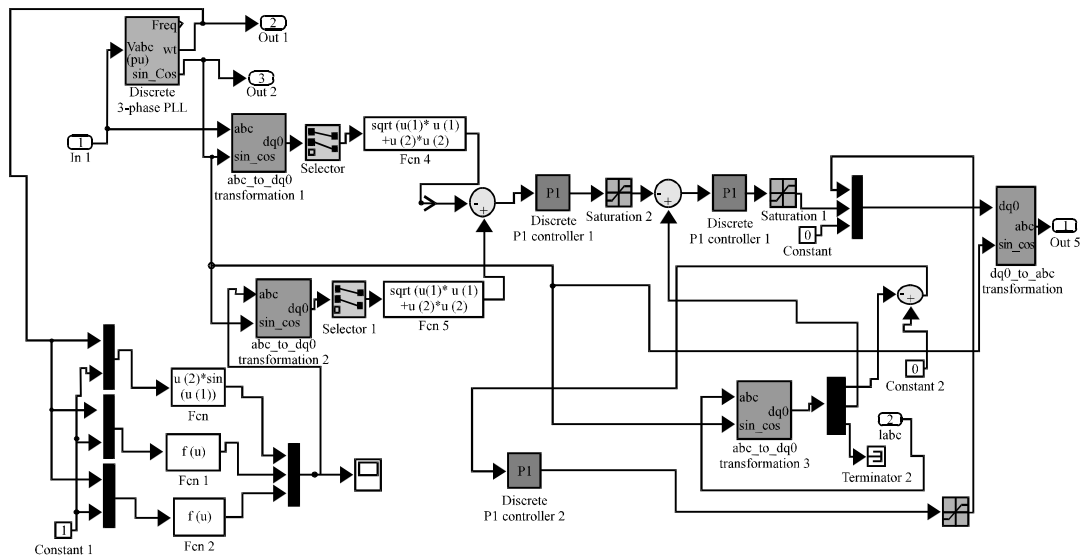 Freq
Vabc
(pu)
wt
sin_Cos
Discrete
3-phase PLL
2
Out 1
3
Out 2
1
In 1
abc
dq0
sin_cos
abc_to_dq0
transformation 1
Selector
sqrt (u(1)* u (1)
+u (2)*u (2)
Fcn 4
-
+
P1
Discrete
P1 controller 1
Saturation 2
-
+
P1
Discrete
P1 controller 1
Saturation 1
0
Constant
dq0
abc
sin_cos
dq0_to_abc
transformation
1
Out 5
abc
dq0
sin_cos
abc_to_dq0
transformation 2
Selector 1
sqrt (u(1)* u (1)
+u (2)*u (2)
Fcn 5
-
+
0
Constant 2
u (2)*sin
(u (1))
Fcn
f (u)
Fcn 1
f (u)
Fcn 2
1
Constant 1
abc
dq0
sin_cos
abc_to_dq0
transformation 3
2
Iabc
Terminator 2
P1
Discrete
P1 controller 2